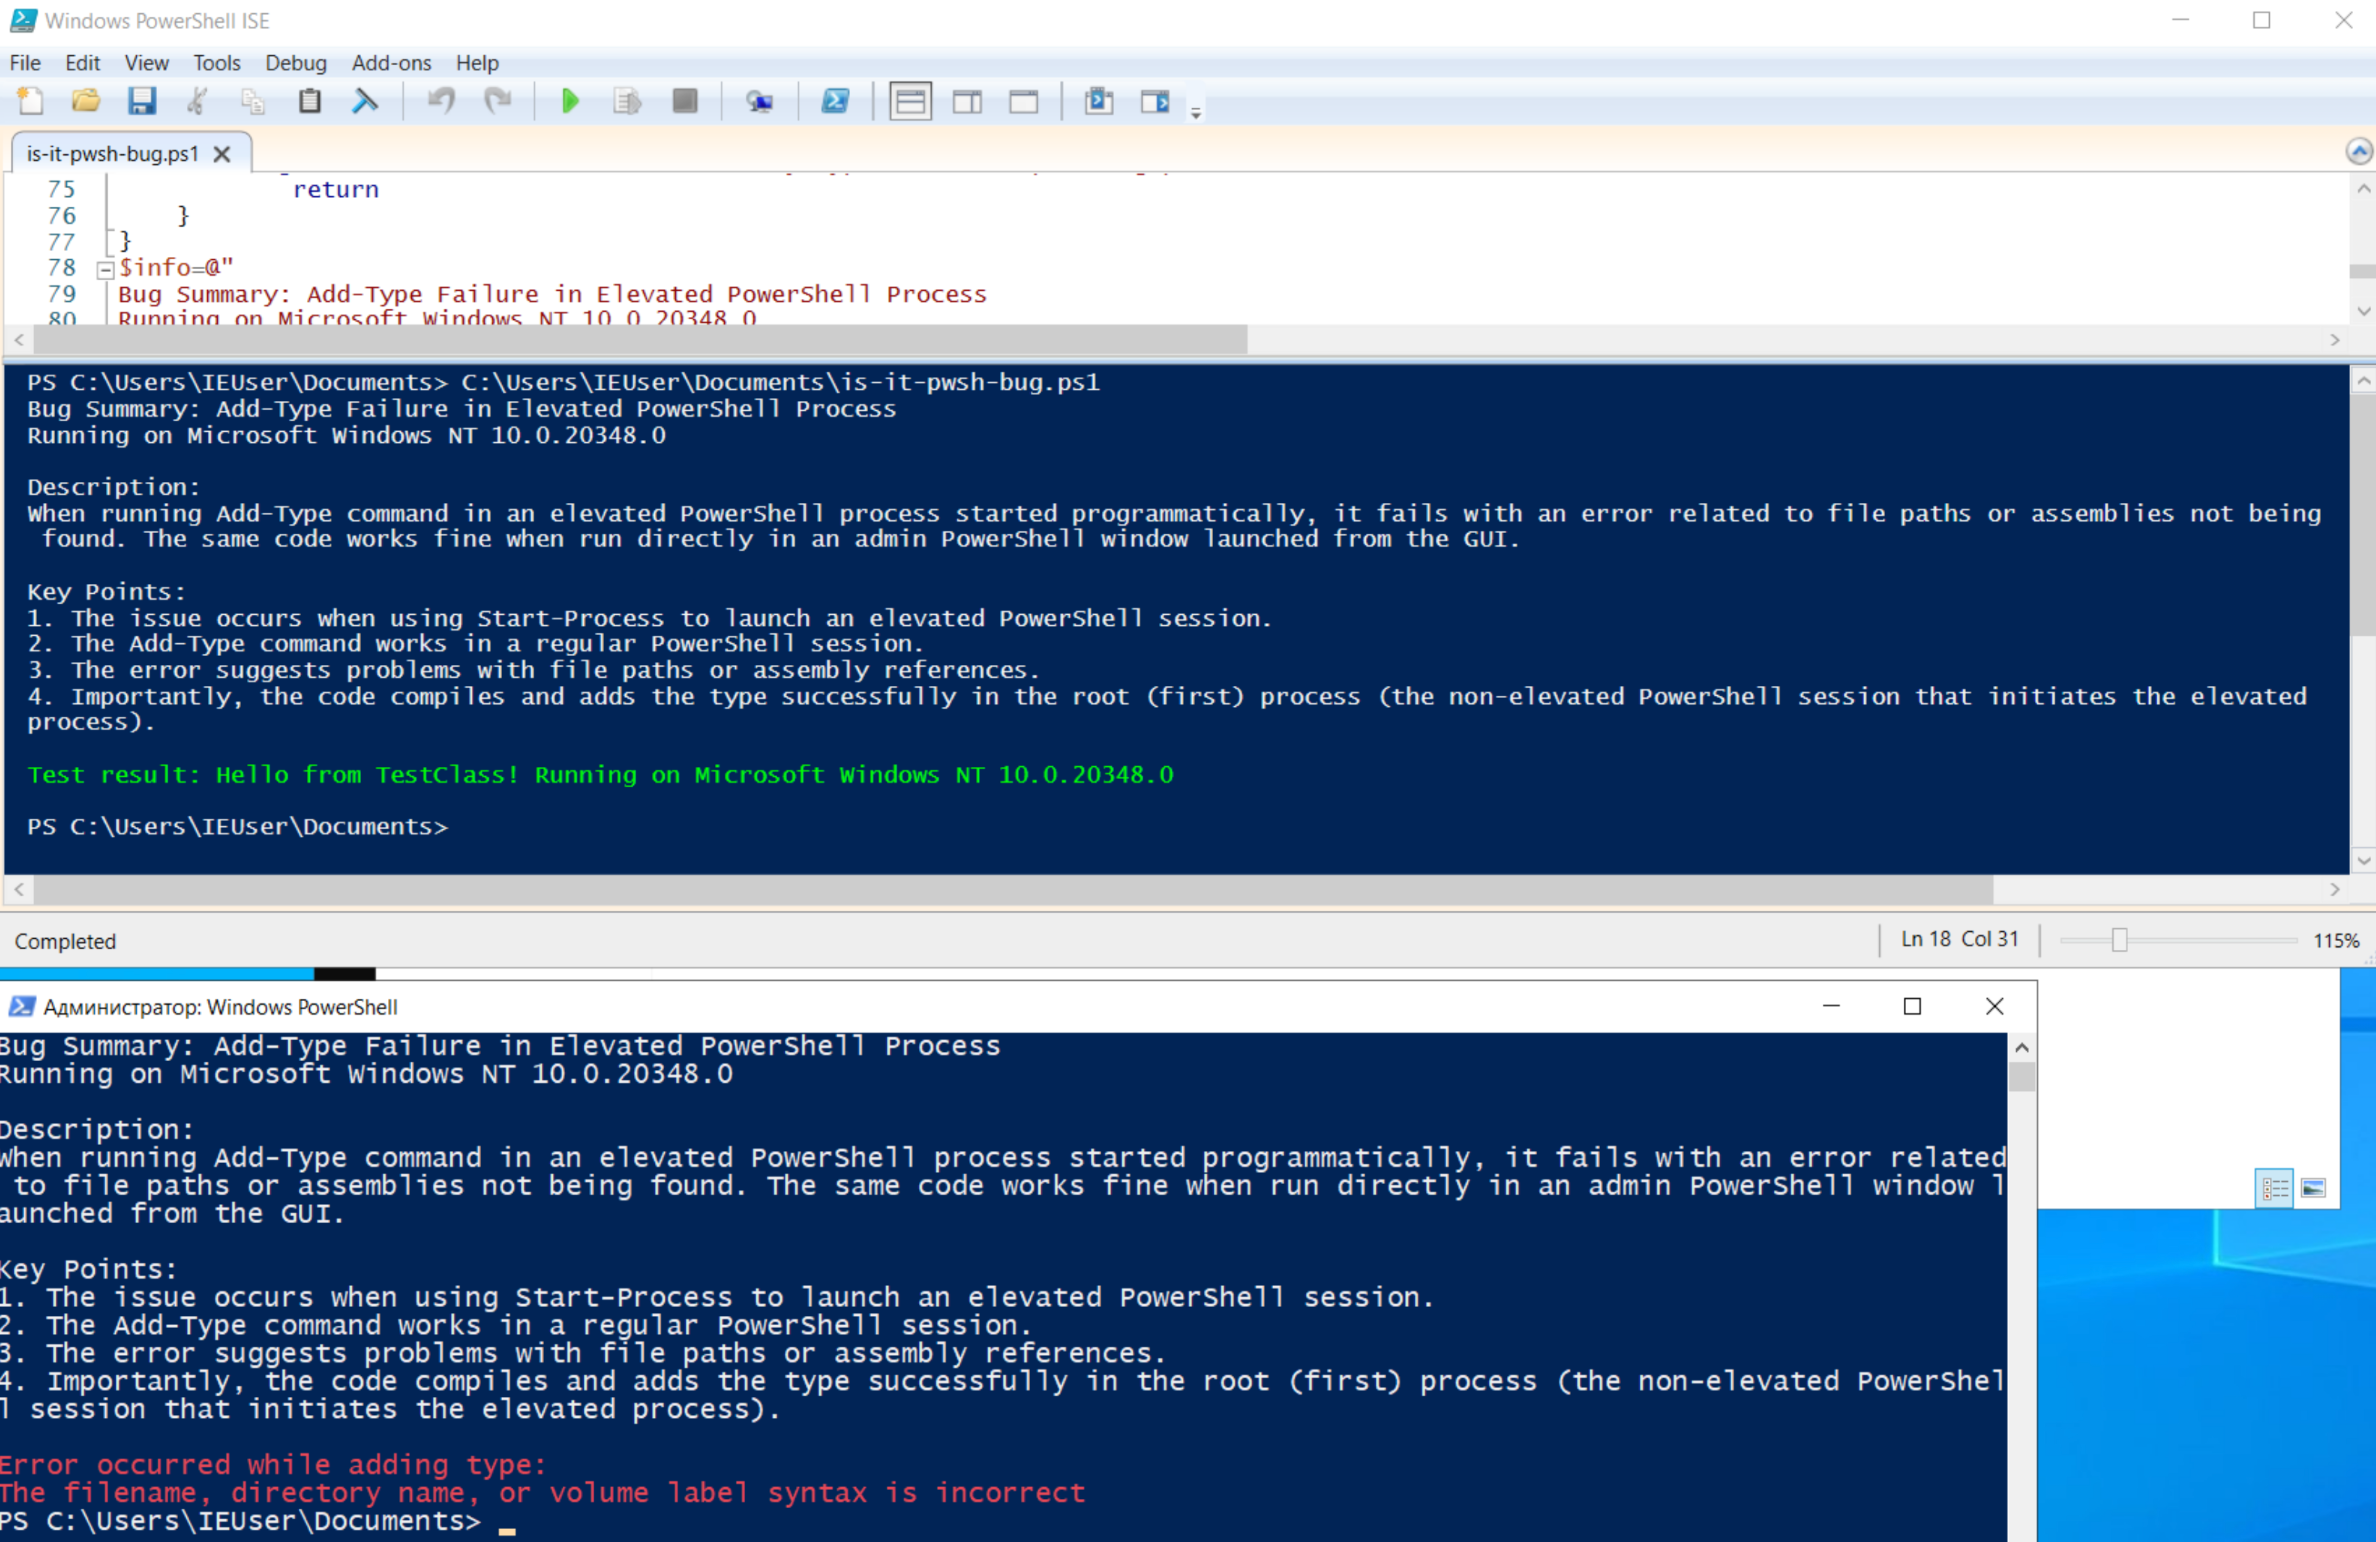 Windows PowerShell ISE
File Edit View Tools Debug Add-ons Help
is-it-pwsh-bug.ps1
75 return
76 }
77 }
78 $info=@"
79 Bug Summary: Add-Type Failure in Elevated PowerShell Process
80 Running on Microsoft Windows NT 10.0.20348.0
PS C:\Users\IEUser\Documents> C:\Users\IEUser\Documents\is-it-pwsh-bug.ps1
Bug Summary: Add-Type Failure in Elevated PowerShell Process
Running on Microsoft Windows NT 10.0.20348.0
Description:
When running Add-Type command in an elevated PowerShell process started programmatically, it fails with an error related to file paths or assemblies not being
found. The same code works fine when run directly in an admin PowerShell window launched from the GUI.
Key Points:
1. The issue occurs when using Start-Process to launch an elevated PowerShell session.
2. The Add-Type command works in a regular PowerShell session.
3. The error suggests problems with file paths or assembly references.
4. Importantly, the code compiles and adds the type successfully in the root (first) process (the non-elevated PowerShell session that initiates the elevated
process).
Test result: Hello from TestClass! Running on Microsoft Windows NT 10.0.20348.0
PS C:\Users\IEUser\Documents>
Completed
Ln 18 Col 31
115%
Администратор: Windows PowerShell
Bug Summary: Add-Type Failure in Elevated PowerShell Process
Running on Microsoft Windows NT 10.0.20348.0
Description:
When running Add-Type command in an elevated PowerShell process started programmatically, it fails with an error related
to file paths or assemblies not being found. The same code works fine when run directly in an admin PowerShell window l
aunched from the GUI.
Key Points:
1. The issue occurs when using Start-Process to launch an elevated PowerShell session.
2. The Add-Type command works in a regular PowerShell session.
3. The error suggests problems with file paths or assembly references.
4. Importantly, the code compiles and adds the type successfully in the root (first) process (the non-elevated PowerShel
l session that initiates the elevated process).
Error occurred while adding type:
The filename, directory name, or volume label syntax is incorrect
PS C:\Users\IEUser\Documents>